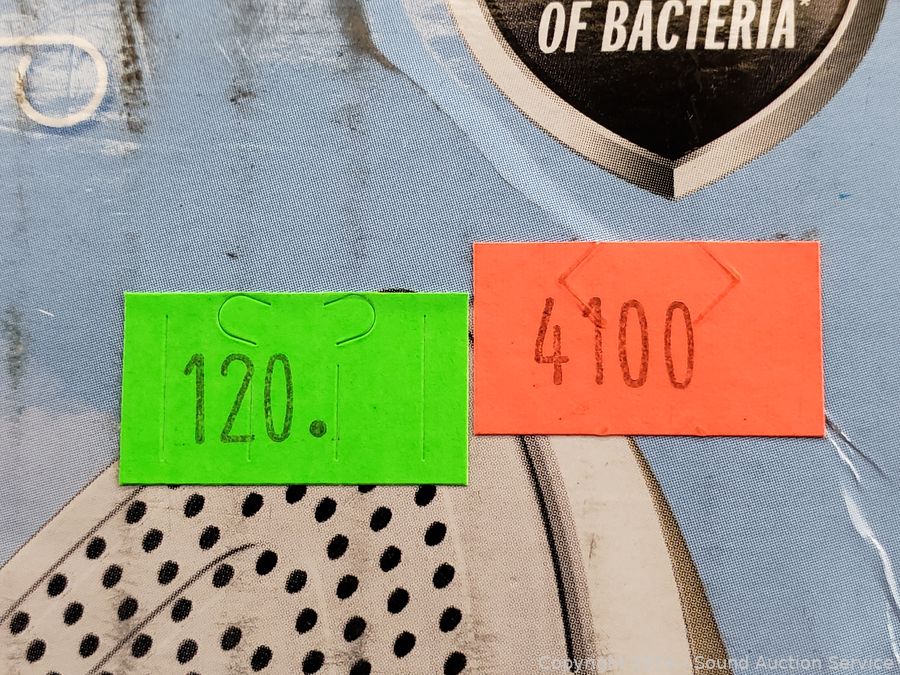 OF BACTERIA*
120.
4100
Sound Auction Service